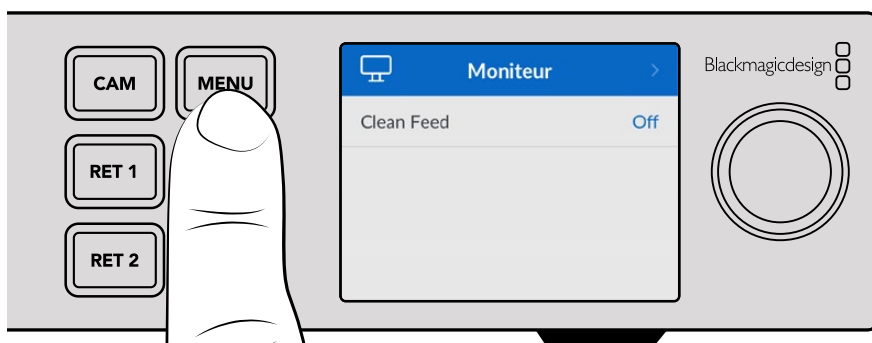 CAM
MENU
Moniteur
Blackmagicdesign
Clean Feed Off
RET 1
RET 2